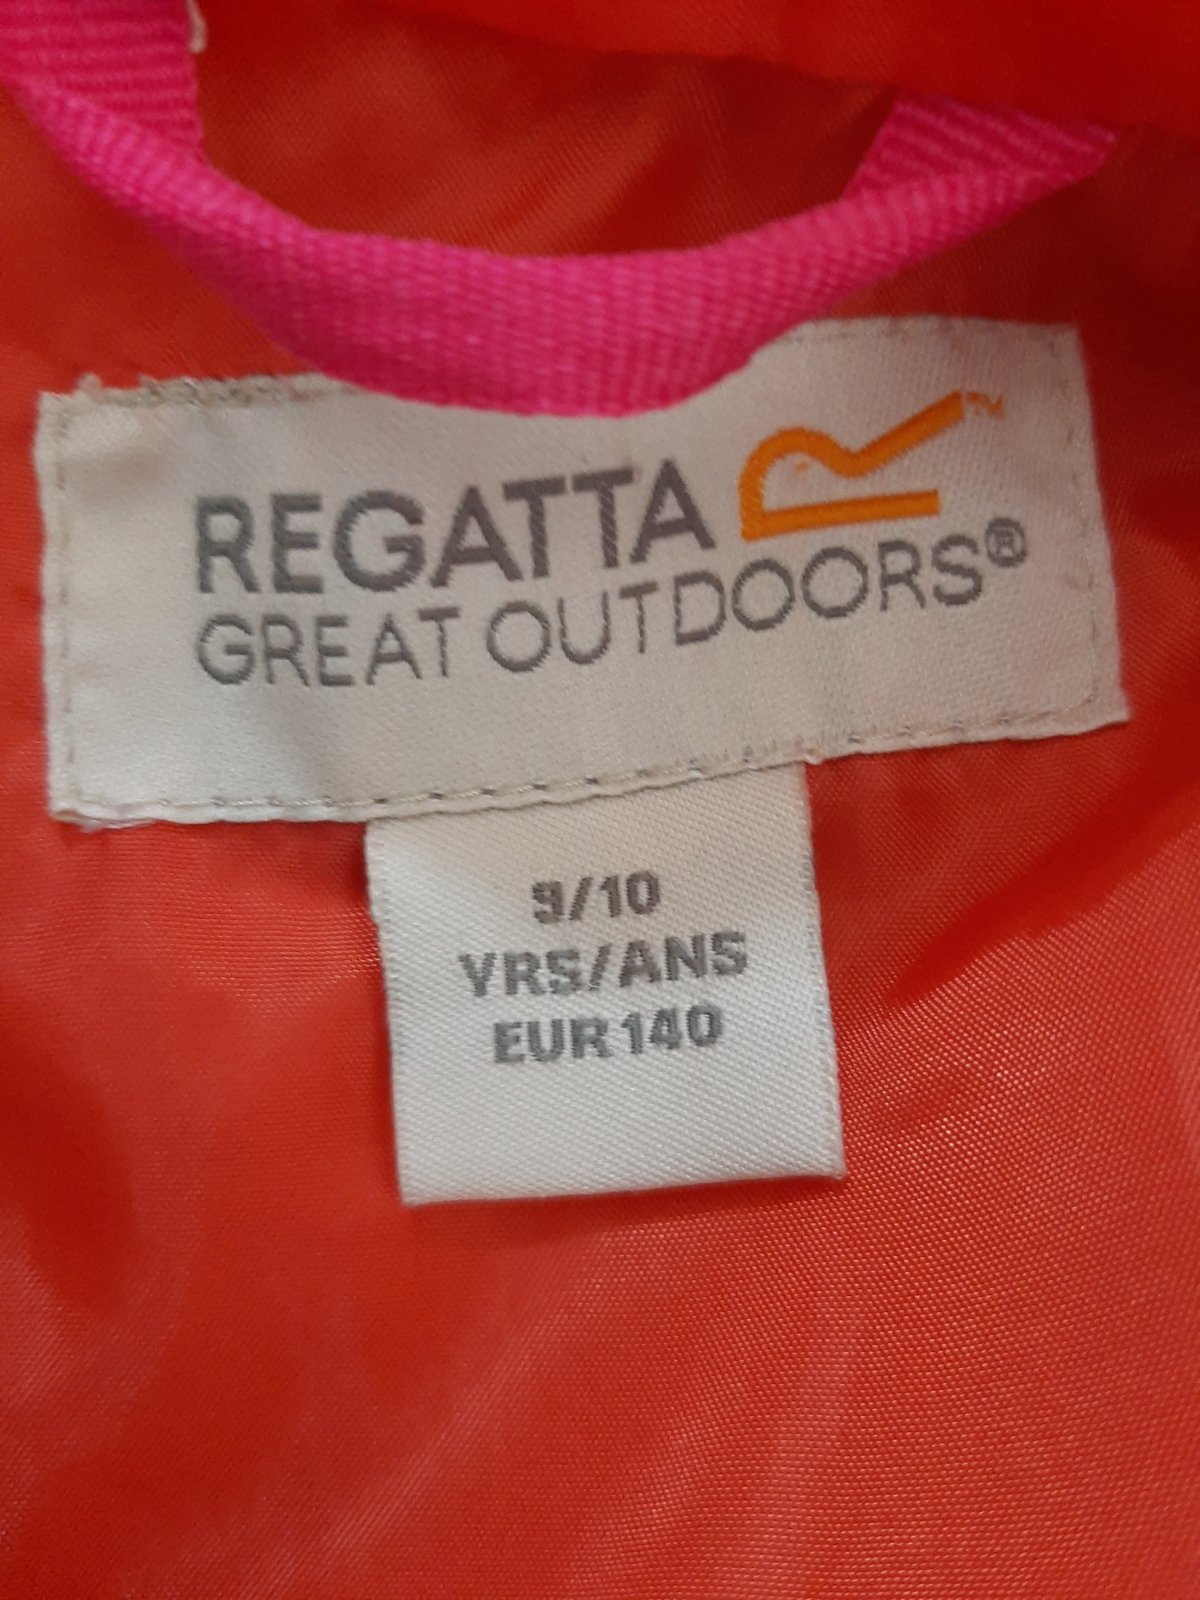 REGATTA
GREAT OUTDOORS®
9/10
YRS/ANS
EUR 140